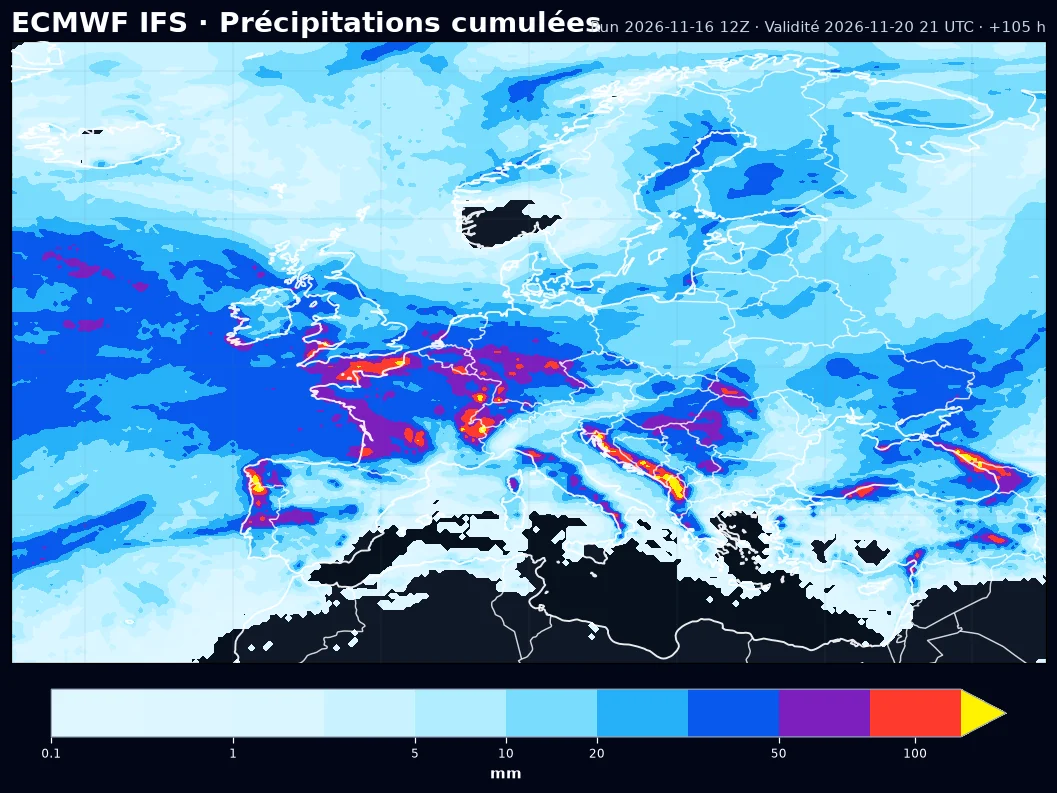 ECMWF IFS · Précipitations cumulées
Run 2026-11-16 12Z · Validité 2026-11-20 21 UTC · +105 h
0.1 1 5 10 20 50 100
mm